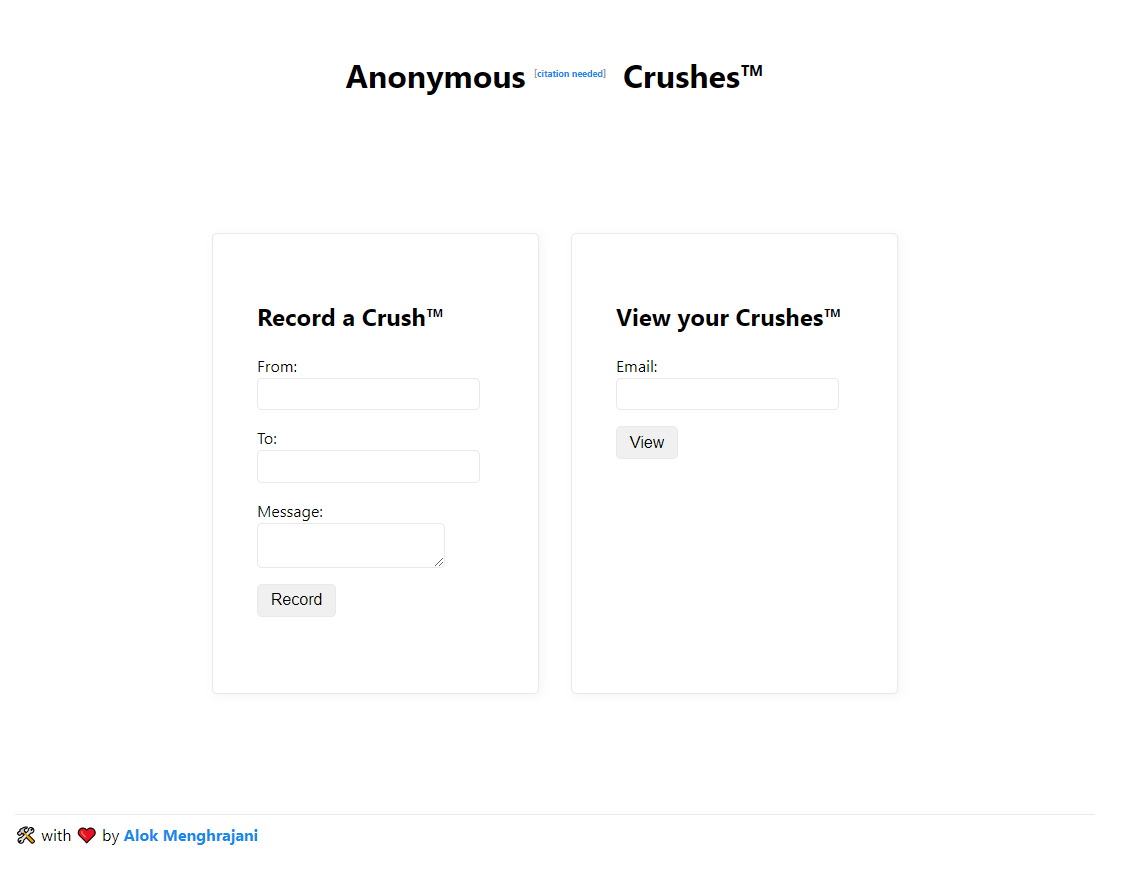 Anonymous [citation needed] Crushes™
Record a Crush™
From:
To:
Message:
Record
View your Crushes™
Email:
View
🛠 with ❤️ by Alok Menghrajani